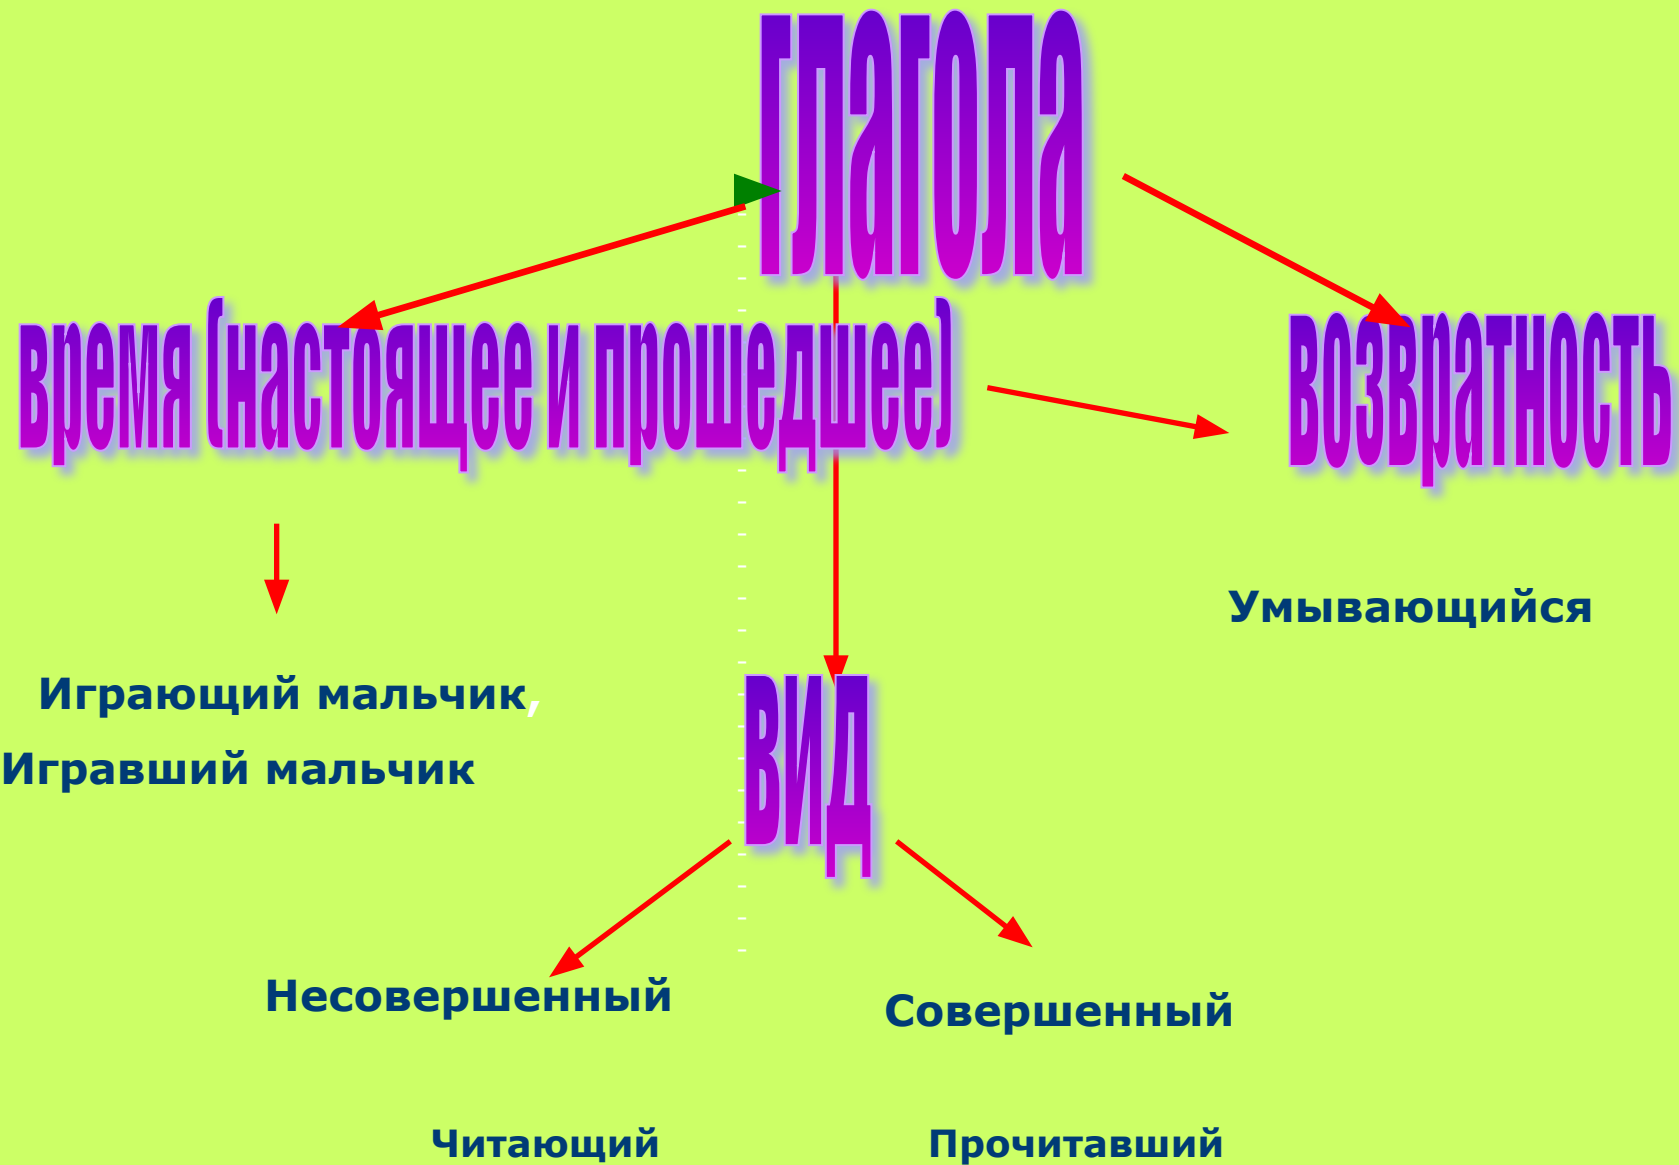 глагола
время (настоящее и прошедшее)
возвратность
Умывающийся
Играющий мальчик,
Игравший мальчик
вид
Несовершенный
Совершенный
Читающий
Прочитавший